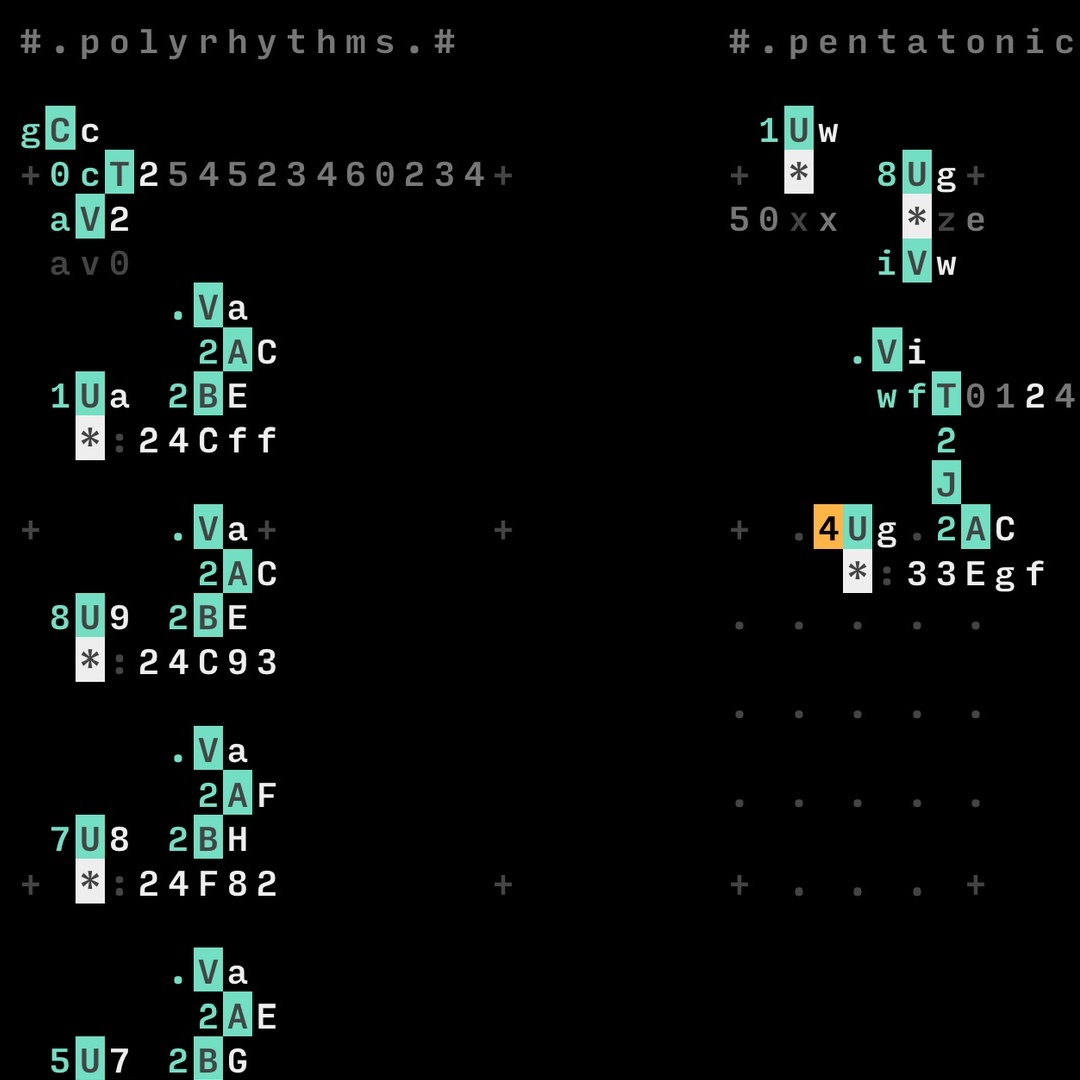 #.polyrhythms.# #.pentatonic
gCc 1Uw
+0cT254523460234+ + * 8Ug+
aV2 50xx *ze
av0 iVw
.Va
2AC .Vi
1Ua 2BE wfT0124
*:24Cff 2
J
+ .Va+ + + .4Ug.2AC
2AC *:33Egf
8U9 2BE . . . . .
*:24C93
. . . . .
.Va
2AF . . . . .
7U8 2BH
+ *:24F82 + + . . . +
.Va
2AE
5U7 2BG